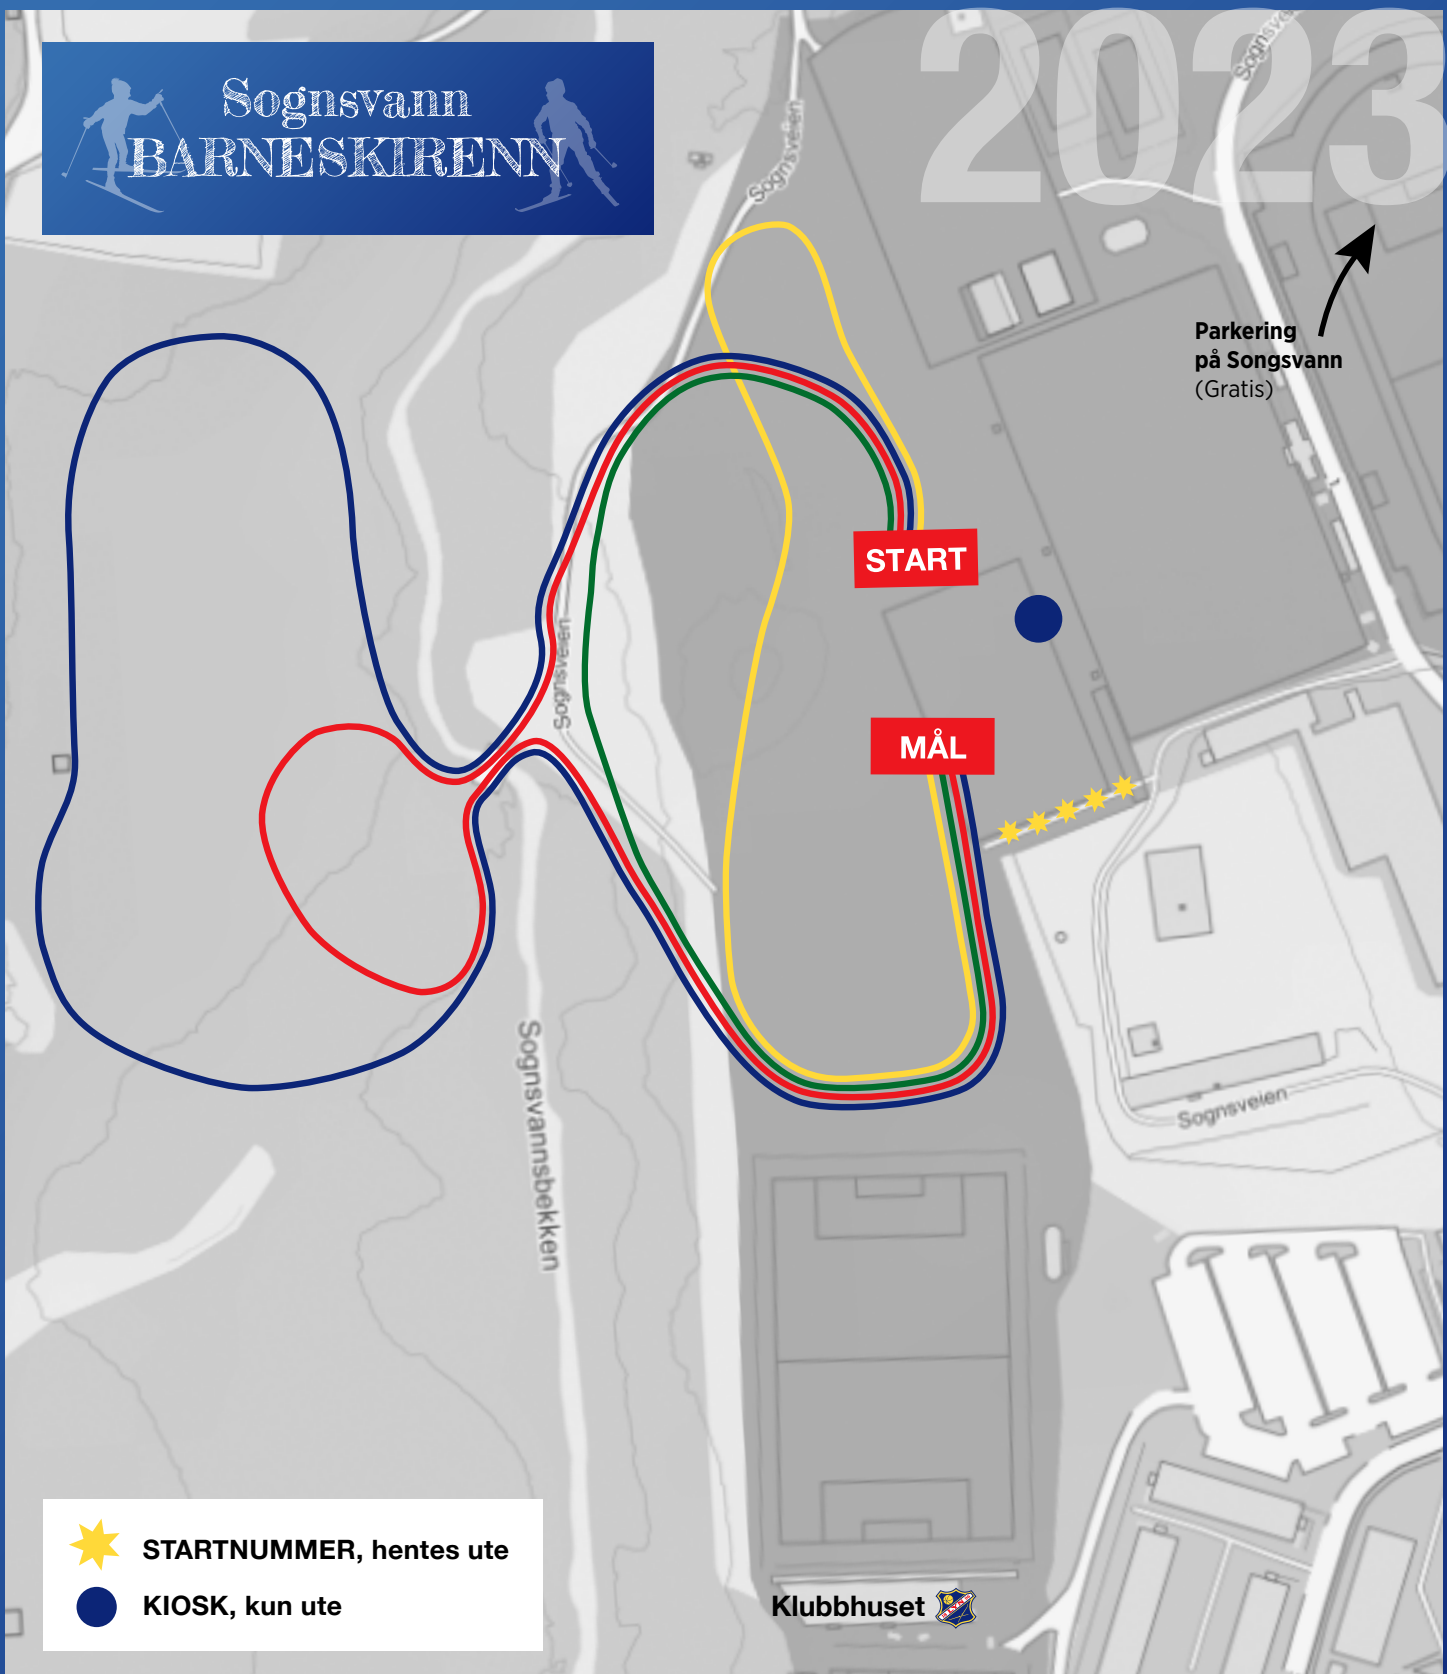 2023
Sognsvann
BARNESKIRENN
Sognsveien
Parkering
på Songsvann
(Gratis)
START
Sognsveien
MÅL
Sognsvannsbekken
Sognsveien
STARTNUMMER, hentes ute
KIOSK, kun ute
Klubbhuset
LYN